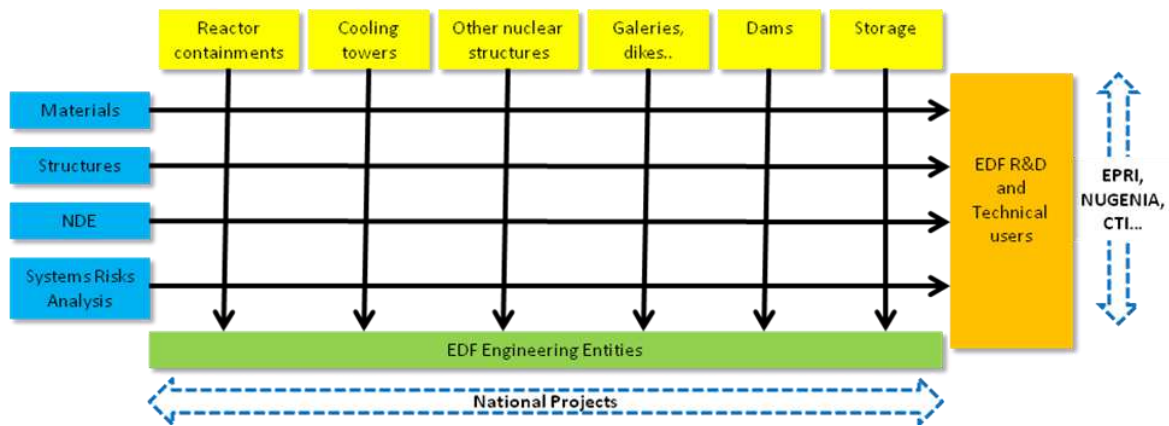 Reactor
containments
Cooling
towers
Other nuclear
structures
Galeries,
dikes..
Dams
Storage
Materials
Structures
NDE
Systems Risks
Analysis
EDF R&D
and
Technical
users
EPRI,
NUGENIA,
CTI...
EDF Engineering Entities
National Projects